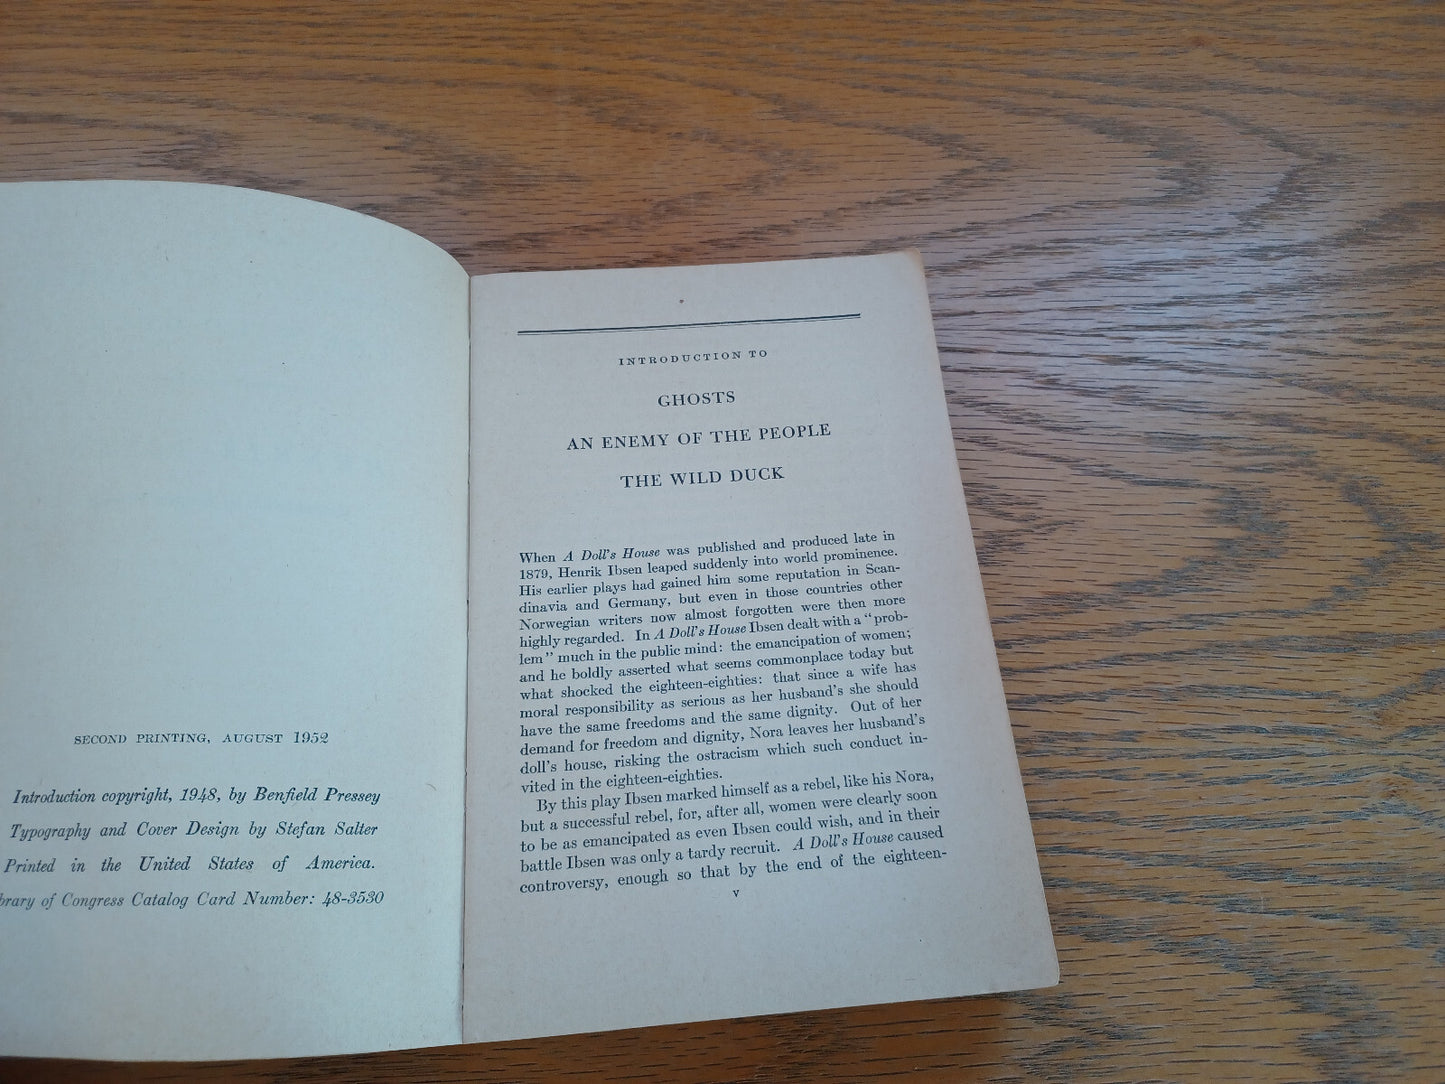 SECOND PRINTING, AUGUST 1952
Introduction copyright, 1948, by Benfield Pressey
Typography and Cover Design by Stefan Salter
Printed in the United States of America.
of Congress Catalog Card Number: 48-3530
INTRODUCTION TO
GHOSTS
AN ENEMY OF THE PEOPLE
THE WILD DUCK
When A Doll's House was published and produced late in
1879, Henrik Ibsen leaped suddenly into world prominence.
His earlier plays had gained him some reputation in Scan-
dinavia and Germany, but even in those countries other
Norwegian writers now almost forgotten were then more
highly regarded. In A Doll's House Ibsen dealt with a "prob-
lem" much in the public mind: the emancipation of women;
and he boldly asserted what seems commonplace today but
what shocked the eighteen-eighties: that since a wife has
moral responsibility as serious as her husband's she should
have the same freedoms and the same dignity. Out of her
demand for freedom and dignity, Nora leaves her husband's
doll's house, risking the ostracism which such conduct in-
vited in the eighteen-eighties.
By this play Ibsen marked himself as a rebel, like his Nora,
but a successful rebel, for, after all, women were clearly soon
to be as emancipated as even Ibsen could wish, and in their
battle Ibsen was only a tardy recruit. A Doll's House caused
controversy, enough so that by the end of the eighteen-
v